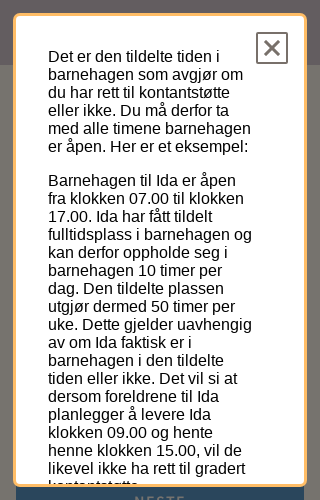 Det er den tildelte tiden i
barnehagen som avgjør om
du har rett til kontantstøtte
eller ikke. Du må derfor ta
med alle timene barnehagen
er åpen. Her er et eksempel:
Barnehagen til Ida er åpen
fra klokken 07.00 til klokken
17.00. Ida har fått tildelt
fulltidsplass i barnehagen og
kan derfor oppholde seg i
barnehagen 10 timer per
dag. Den tildelte plassen
utgjør dermed 50 timer per
uke. Dette gjelder uavhengig
av om Ida faktisk er i
barnehagen i den tildelte
tiden eller ikke. Det vil si at
dersom foreldrene til Ida
planlegger å levere Ida
klokken 09.00 og hente
henne klokken 15.00, vil de
likevel ikke ha rett til gradert
kontantstøtte
NESTE